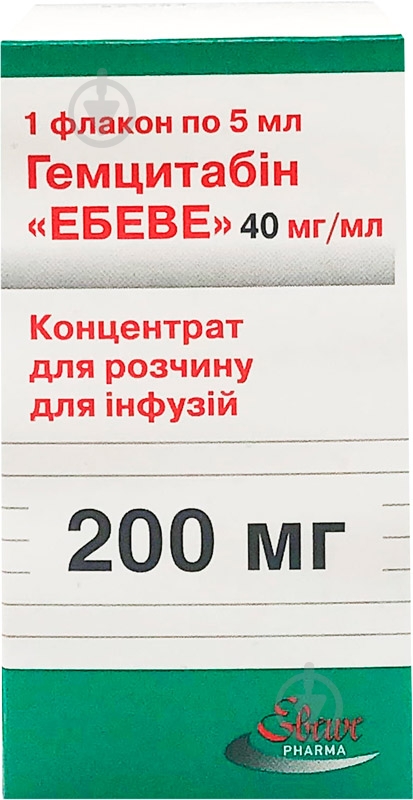 1 флакон по 5 мл
Гемцитабін
«ЕБЕВЕ» 40 мг/мл
Концентрат
для розчину
для інфузій
200 мг
Ebewe
PHARMA